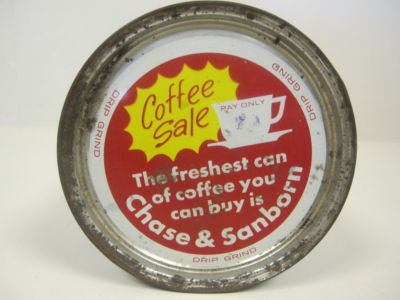 Coffee
Sale
PAY ONLY
The freshest can
of coffee you
can buy is
Chase & Sanborn
DRIP GRIND
DRIP GRIND
DRIP GRIND